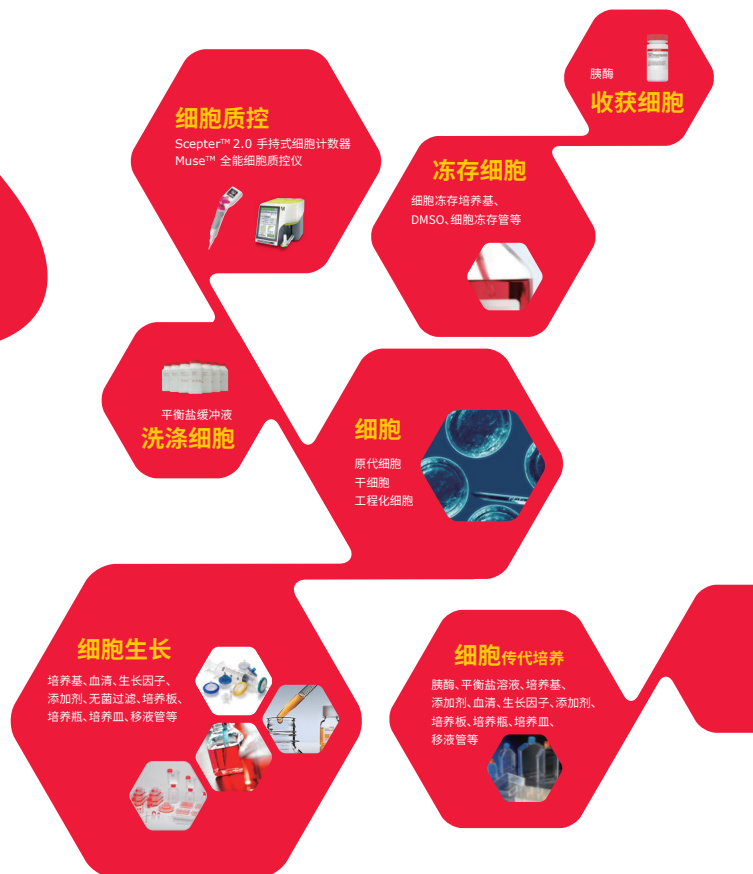 胰酶
收获细胞
细胞质控
Scepter™ 2.0 手持式细胞计数器
Muse™ 全能细胞质控仪
冻存细胞
细胞冻存培养基、
DMSO、细胞冻存管等
平衡盐缓冲液
洗涤细胞
细胞
原代细胞
干细胞
工程化细胞
细胞生长
培养基、血清、生长因子、
添加剂、无菌过滤、培养板、
培养瓶、培养皿、移液管等
细胞传代培养
胰酶、平衡盐溶液、培养基、
添加剂、血清、生长因子、添加剂、
培养板、培养瓶、培养皿、
移液管等